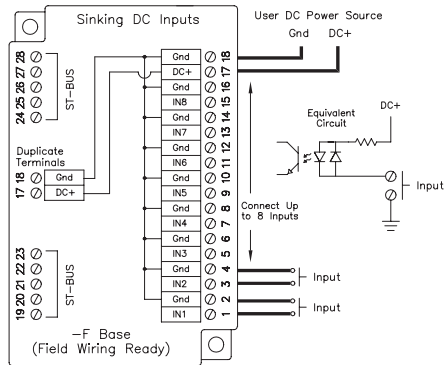 Sinking DC Inputs
User DC Power Source
Gnd DC+
28
27
26
25
24
ST-BUS
Duplicate
Terminals
18 Gnd
17 DC+
23
22
21
20
19
ST-BUS
Gnd 18
DC+ 17
Gnd 16
IN8 15
Gnd 14
IN7 13
Gnd 12
IN6 11
Gnd 10
IN5 9
Gnd 8
IN4 7
Gnd 6
IN3 5
Gnd 4
IN2 3
Gnd 2
IN1 1
Connect Up
to 8 Inputs
Equivalent
Circuit
DC+
Input
Input
Input
-F Base
(Field Wiring Ready)